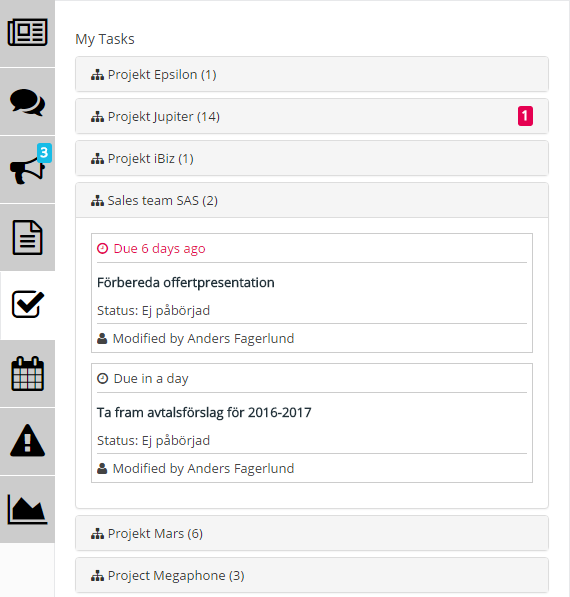 My Tasks
Projekt Epsilon (1)
Projekt Jupiter (14) 1
Projekt iBiz (1)
3
Sales team SAS (2)
Due 6 days ago
Förbereda offertpresentation
Status: Ej påbörjad
Modified by Anders Fagerlund
Due in a day
Ta fram avtalsförslag för 2016-2017
Status: Ej påbörjad
Modified by Anders Fagerlund
Projekt Mars (6)
Project Megaphone (3)